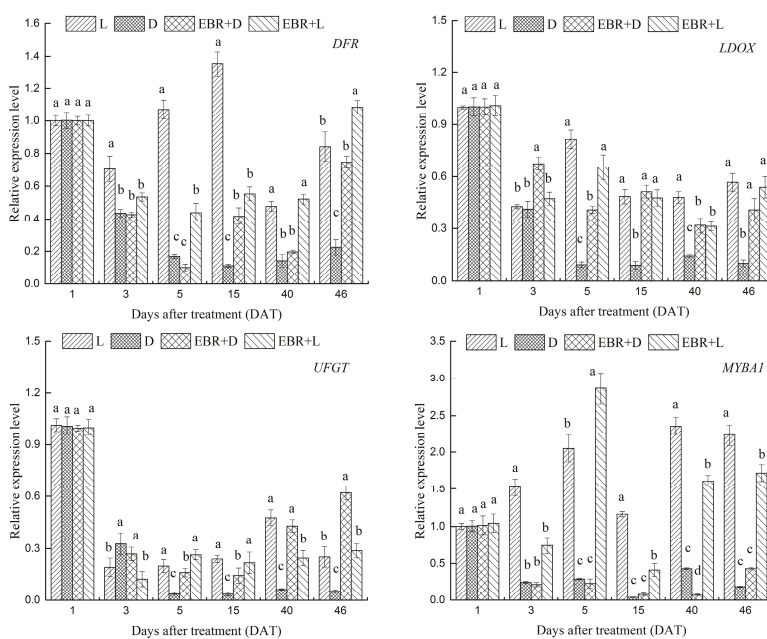 L D EBR+D EBR+L
DFR
Relative expression level
1.6
1.4
1.2
1.0
0.8
0.6
0.4
0.2
0.0
a a a a
a b b b
a c c b
a c b b
a b b a
b c b a
1 3 5 15 40 46
Days after treatment (DAT)
L D EBR+D EBR+L
LDOX
Relative expression level
1.5
1.2
0.9
0.6
0.3
0.0
a a a a
b b a b
a c b a
a b a a
a c b b
a b a a
1 3 5 15 40 46
Days after treatment (DAT)
L D EBR+D EBR+L
UFGT
Relative expression level
1.5
1.2
0.9
0.6
0.3
0.0
a a a a
b a a b
a c b a
a c b a
a c a b
b c a b
1 3 5 15 40 46
Days after treatment (DAT)
L D EBR+D EBR+L
MYBA1
Relative expression level
3.5
3.0
2.5
2.0
1.5
1.0
0.5
0.0
a a a a
a b b b
b c c a
a c c b
a c d b
a c c b
1 3 5 15 40 46
Days after treatment (DAT)